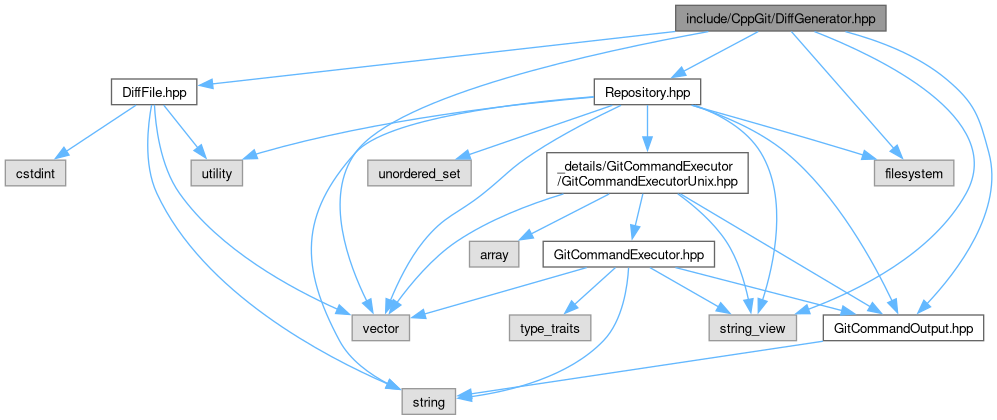 include/CppGit/DiffGenerator.hpp
DiffFile.hpp
Repository.hpp
cstdint
utility
unordered_set
_details/GitCommandExecutor
/GitCommandExecutorUnix.hpp
filesystem
array
GitCommandExecutor.hpp
vector
type_traits
string_view
GitCommandOutput.hpp
string